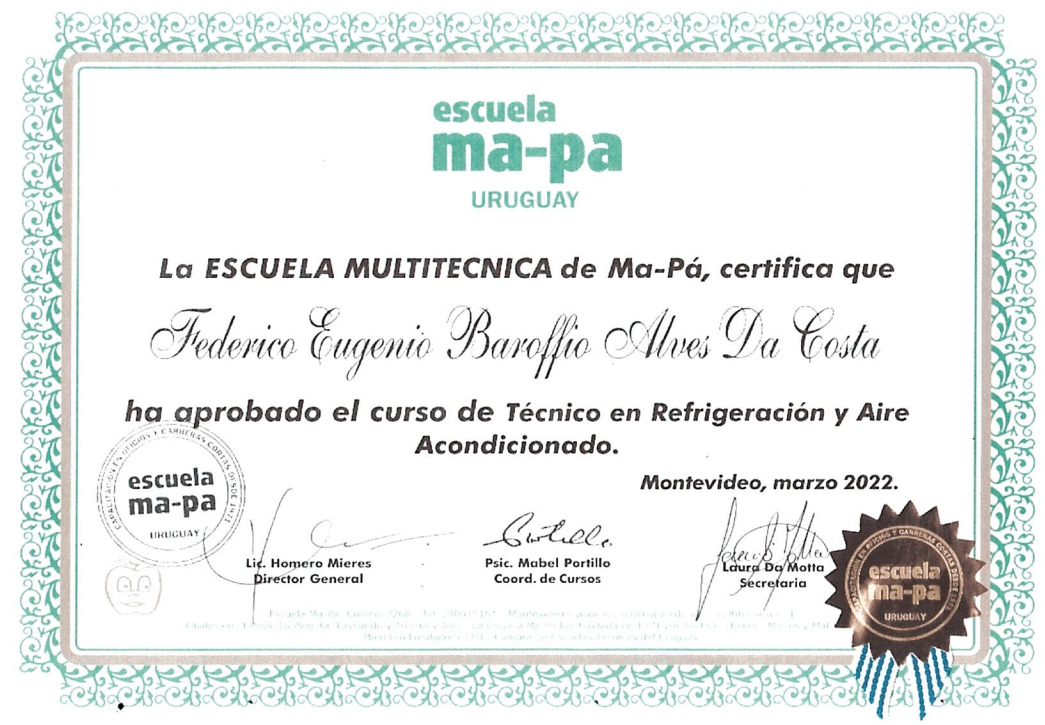 escuela
ma-pa
URUGUAY
La ESCUELA MULTITECNICA de Ma-Pá, certifica que
Federico Eugenio Baroffio Alves Da Costa
ha aprobado el curso de Técnico en Refrigeración y Aire
Acondicionado.
Montevideo, marzo 2022.
CAPACITACIÓN EN OFICIOS Y CARRERAS CORTAS DESDE 1971
escuela
ma-pa
URUGUAY
Lic. Homero Mieres
Director General
Psic. Mabel Portillo
Coord. de Cursos
Laura Da Motta
Secretaria
CAPACITACIÓN EN OFICIOS Y CARRERAS CORTAS DESDE 1971
escuela
ma-pa
URUGUAY